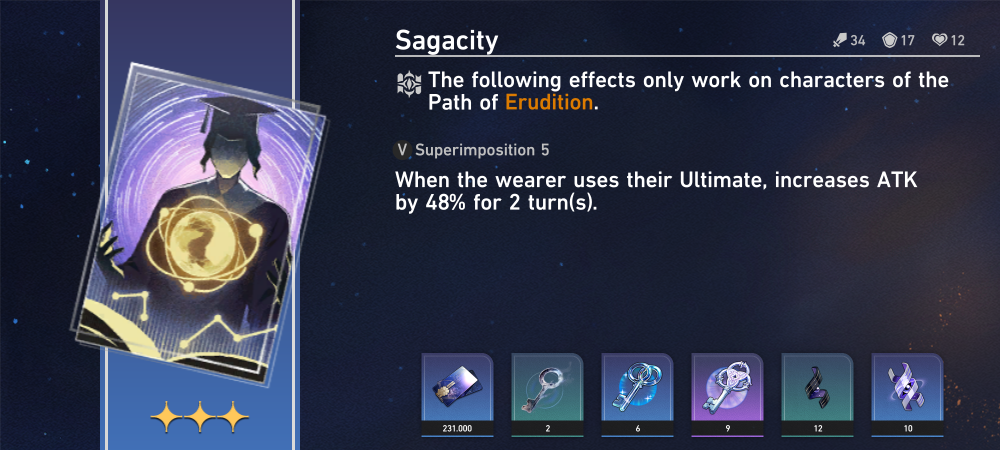 Sagacity
34 17 12
The following effects only work on characters of the
Path of Erudition.
V Superimposition 5
When the wearer uses their Ultimate, increases ATK
by 48% for 2 turn(s).
231.000 2 6 9 12 10